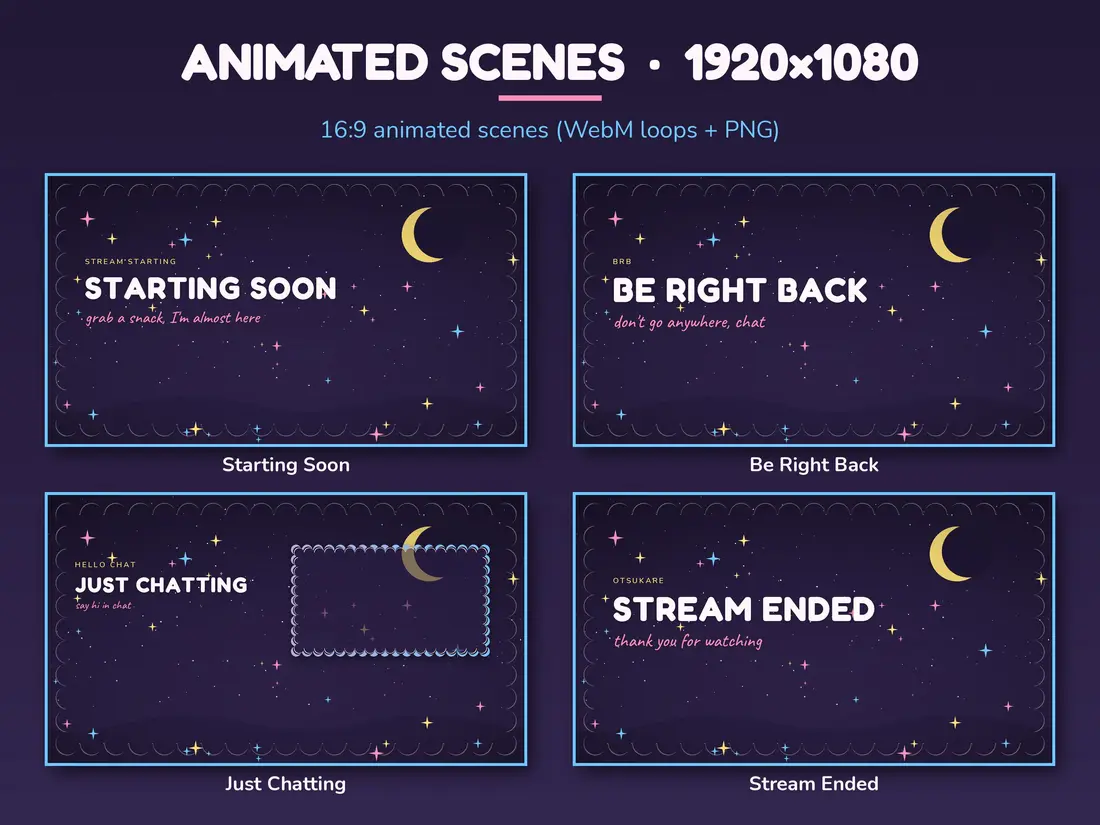 ANIMATED SCENES · 1920x1080
16:9 animated scenes (WebM loops + PNG)
STREAM STARTING
STARTING SOON
grab a snack, I'm almost here
Starting Soon
BRB
BE RIGHT BACK
don't go anywhere, chat
Be Right Back
HELLO CHAT
JUST CHATTING
say hi in chat
Just Chatting
OTSUKARE
STREAM ENDED
thank you for watching
Stream Ended